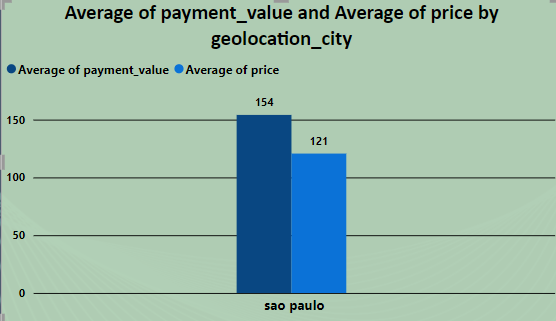 Average of payment_value and Average of price by
geolocation_city
Average of payment_value Average of price
154
150
121
100
50
0
sao paulo